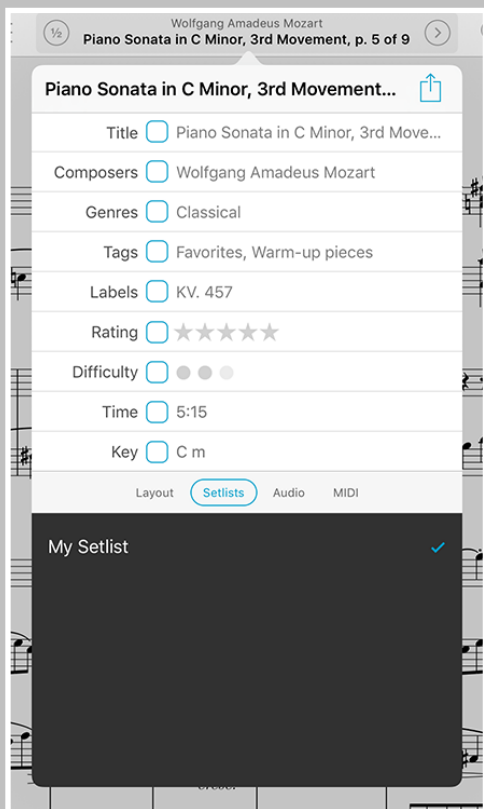 ½
Wolfgang Amadeus Mozart
Piano Sonata in C Minor, 3rd Movement, p. 5 of 9
Piano Sonata in C Minor, 3rd Movement...
Title Piano Sonata in C Minor, 3rd Move...
Composers Wolfgang Amadeus Mozart
Genres Classical
Tags Favorites, Warm-up pieces
Labels KV. 457
Rating
Difficulty
Time 5:15
Key C m
Layout Setlists Audio MIDI
My Setlist